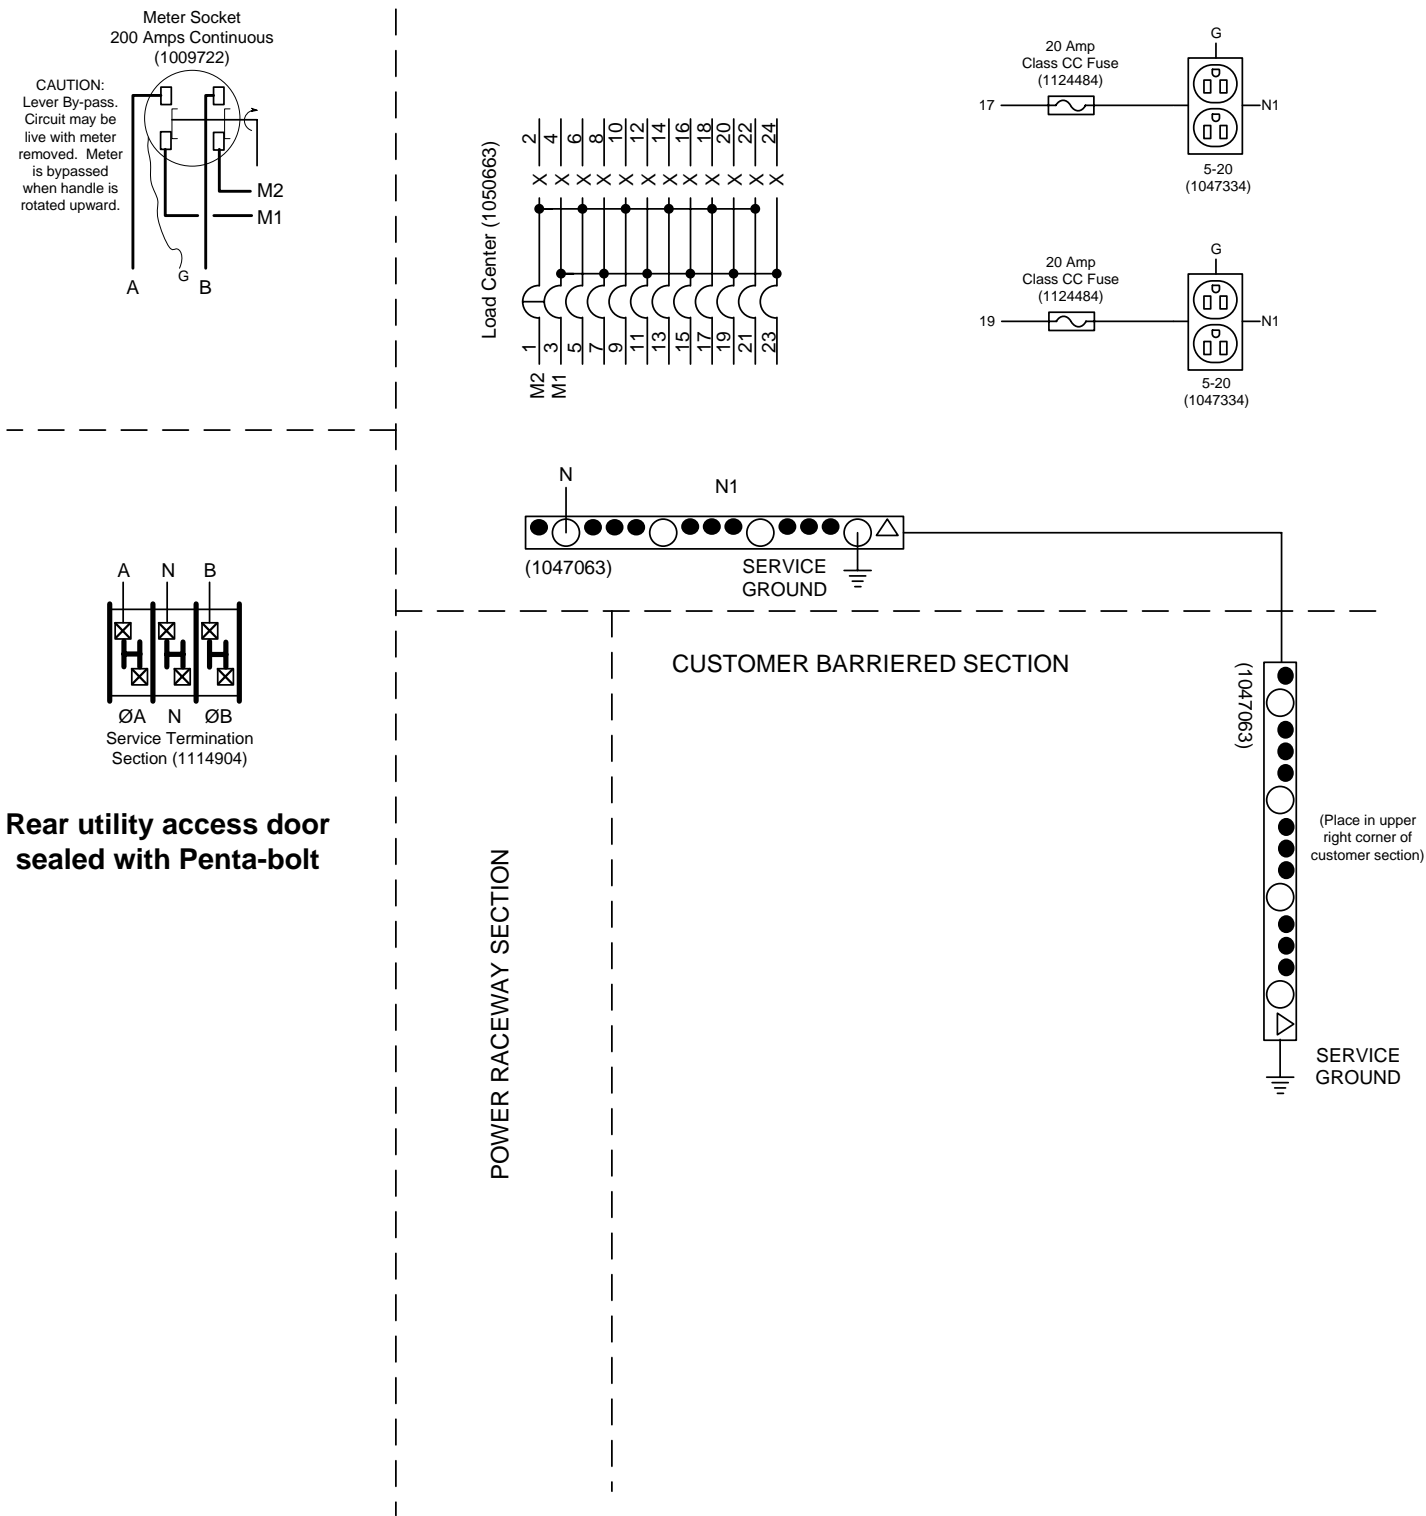 Meter Socket
200 Amps Continuous
(1009722)
CAUTION:
Lever By-pass.
Circuit may be
live with meter
removed. Meter
is bypassed
when handle is
rotated upward.
M2
M1
A
G
B
Load Center (1050663)
2
4
6
8
10
12
14
16
18
20
22
24
X X X X X X X X X X X X
1
3
5
7
9
11
13
15
17
19
21
23
M2
M1
20 Amp
Class CC Fuse
(1124484)
17
G
N1
5-20
(1047334)
20 Amp
Class CC Fuse
(1124484)
19
G
N1
5-20
(1047334)
N
N1
(1047063)
SERVICE
GROUND
A N B
ØA N ØB
Service Termination
Section (1114904)
Rear utility access door
sealed with Penta-bolt
CUSTOMER BARRIERED SECTION
POWER RACEWAY SECTION
(1047063)
(Place in upper
right corner of
customer section)
SERVICE
GROUND